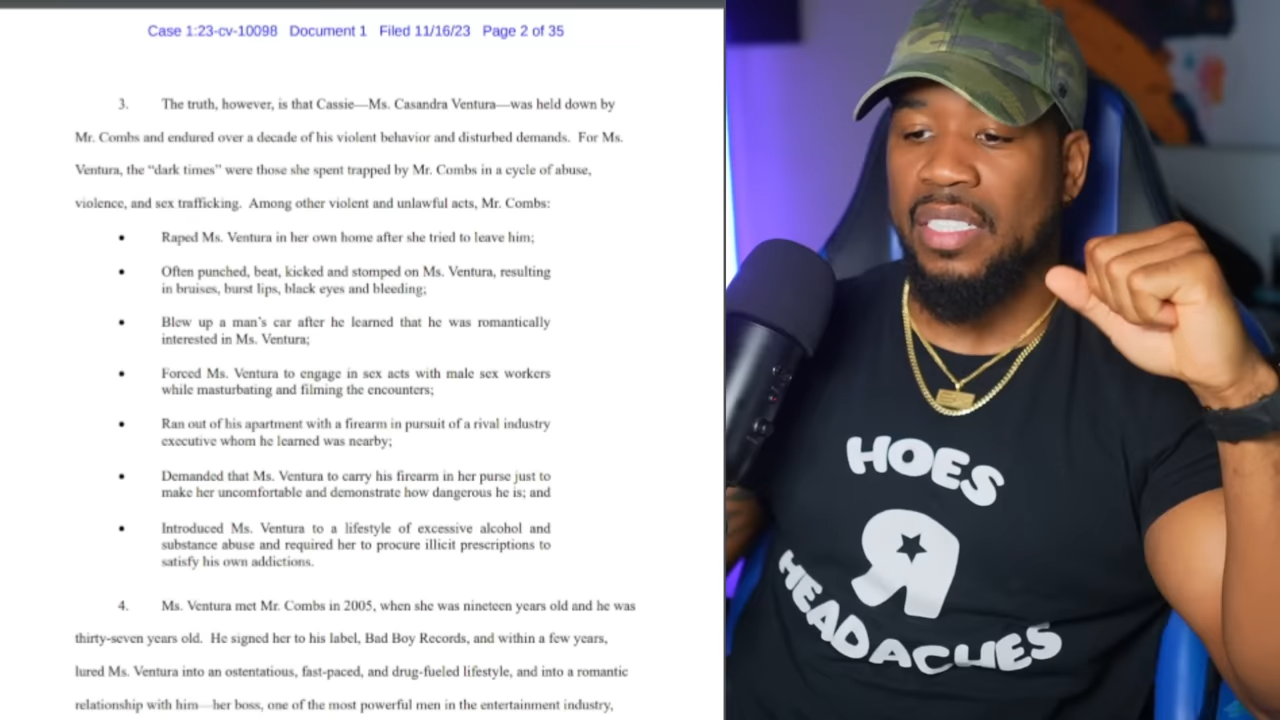 Case 1:23-cv-10098 Document 1 Filed 11/16/23 Page 2 of 35
3. The truth, however, is that Cassie—Ms. Casandra Ventura—was held down by
Mr. Combs and endured over a decade of his violent behavior and disturbed demands. For Ms.
Ventura, the “dark times” were those she spent trapped by Mr. Combs in a cycle of abuse,
violence, and sex trafficking. Among other violent and unlawful acts, Mr. Combs:
• Raped Ms. Ventura in her own home after she tried to leave him;
• Often punched, beat, kicked and stomped on Ms. Ventura, resulting
in bruises, burst lips, black eyes and bleeding;
• Blew up a man’s car after he learned that he was romantically
interested in Ms. Ventura;
• Forced Ms. Ventura to engage in sex acts with male sex workers
while masturbating and filming the encounters;
• Ran out of his apartment with a firearm in pursuit of a rival industry
executive whom he learned was nearby;
• Demanded that Ms. Ventura to carry his firearm in her purse just to
make her uncomfortable and demonstrate how dangerous he is; and
• Introduced Ms. Ventura to a lifestyle of excessive alcohol and
substance abuse and required her to procure illicit prescriptions to
satisfy his own addictions.
4. Ms. Ventura met Mr. Combs in 2005, when she was nineteen years old and he was
thirty-seven years old. He signed her to his label, Bad Boy Records, and within a few years,
lured Ms. Ventura into an ostentatious, fast-paced, and drug-fueled lifestyle, and into a romantic
relationship with him—her boss, one of the most powerful men in the entertainment industry,
HOES
R
HEADACHES